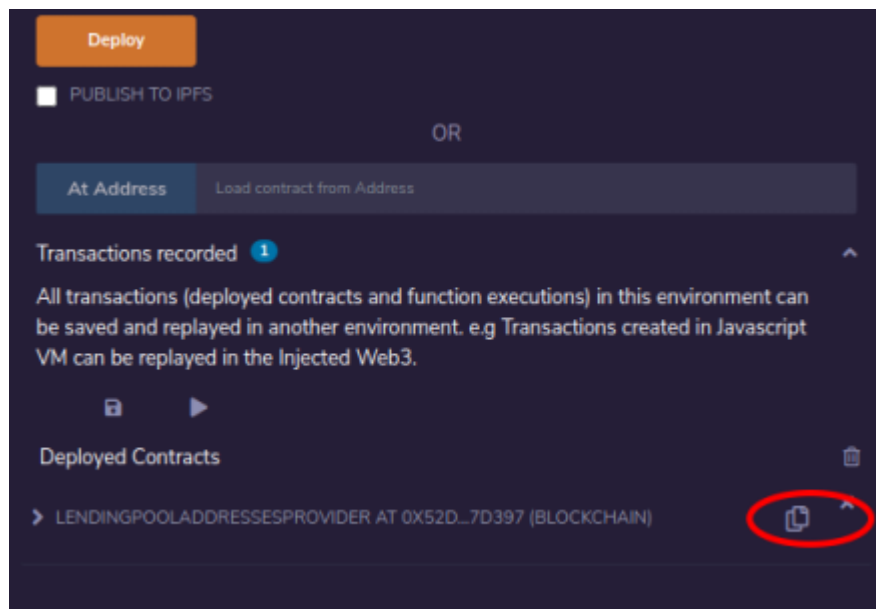 Deploy
PUBLISH TO IPFS
OR
At Address Load contract from Address
Transactions recorded 1
All transactions (deployed contracts and function executions) in this environment can
be saved and replayed in another environment. e.g Transactions created in Javascript
VM can be replayed in the Injected Web3.
Deployed Contracts
LENDINGPOOLADDRESSESPROVIDER AT 0X52D...7D397 (BLOCKCHAIN)